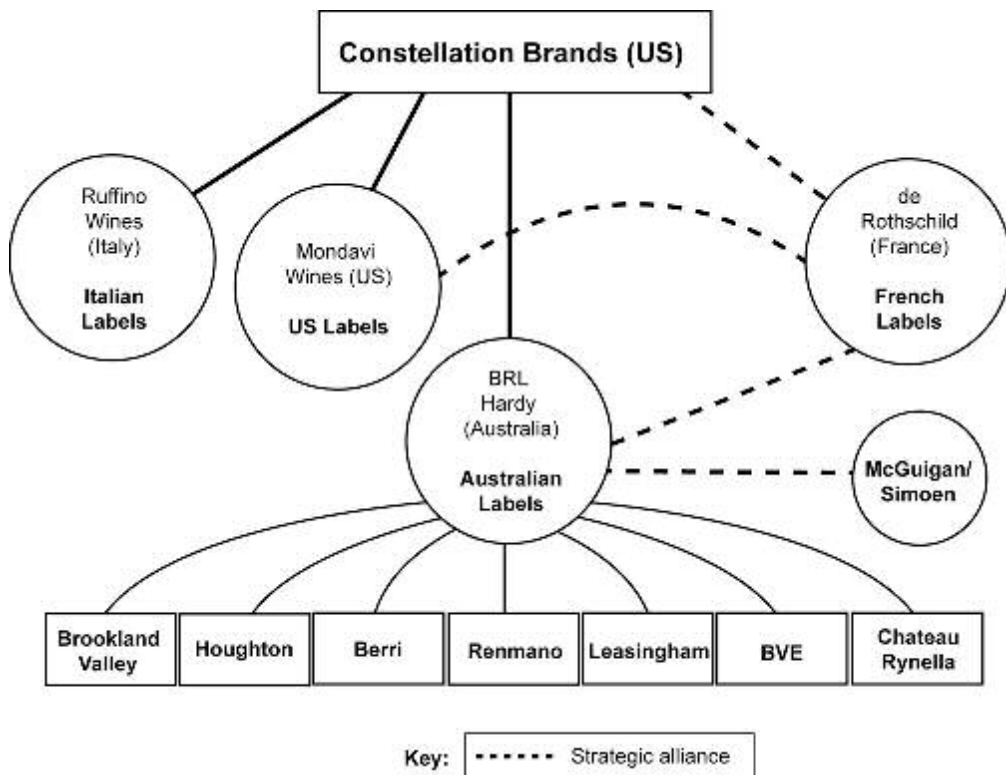 Constellation Brands (US)
Ruffino
Wines
(Italy)
Italian
Labels
Mondavi
Wines (US)
US Labels
de
Rothschild
(France)
French
Labels
BRL
Hardy
(Australia)
Australian
Labels
McGuigan/
Simoen
Brookland
Valley
Houghton
Berri
Renmano
Leasingham
BVE
Chateau
Rynella
Key:
Strategic alliance